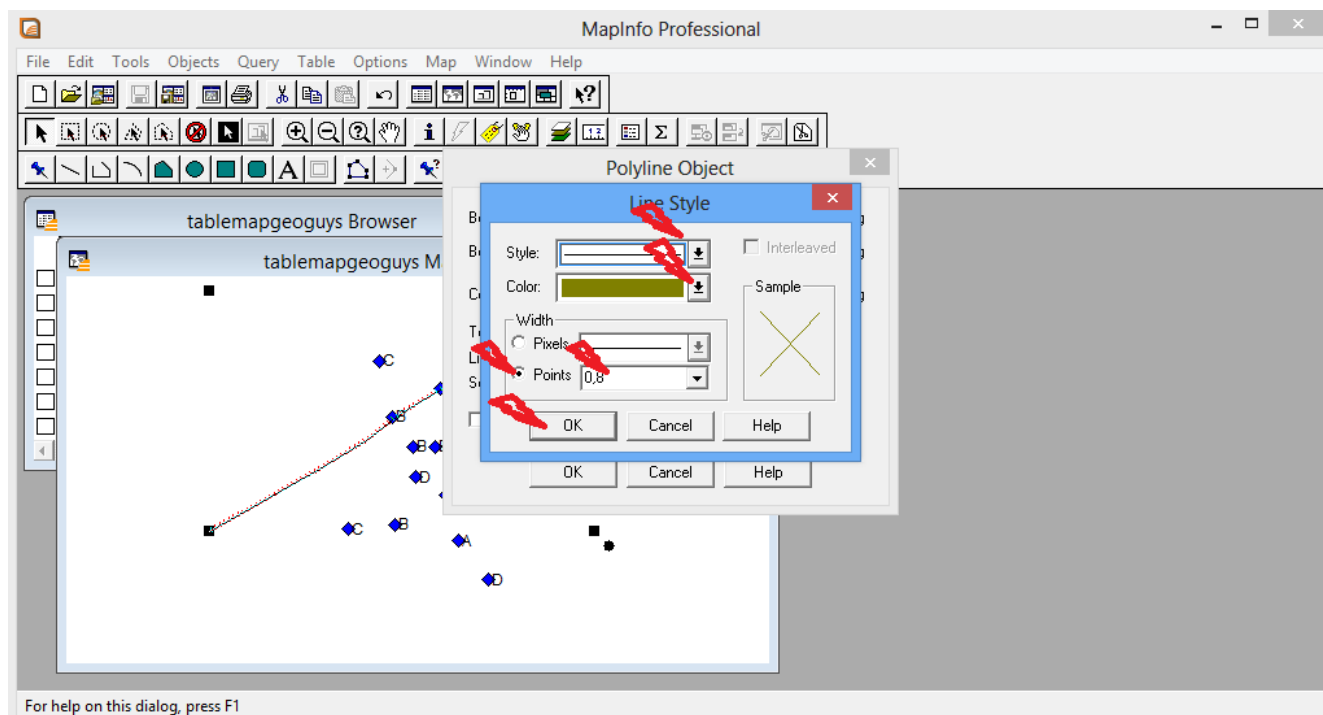 MapInfo Professional
File Edit Tools Objects Query Table Options Map Window Help
Polyline Object
Line Style
tablemapgeoguys Browser
tablemapgeoguys M
Style:
Interleaved
Color:
Sample
Width
Pixels
Points 0,8
OK Cancel Help
OK Cancel Help
C
B
B
D
C
B
A
D
For help on this dialog, press F1